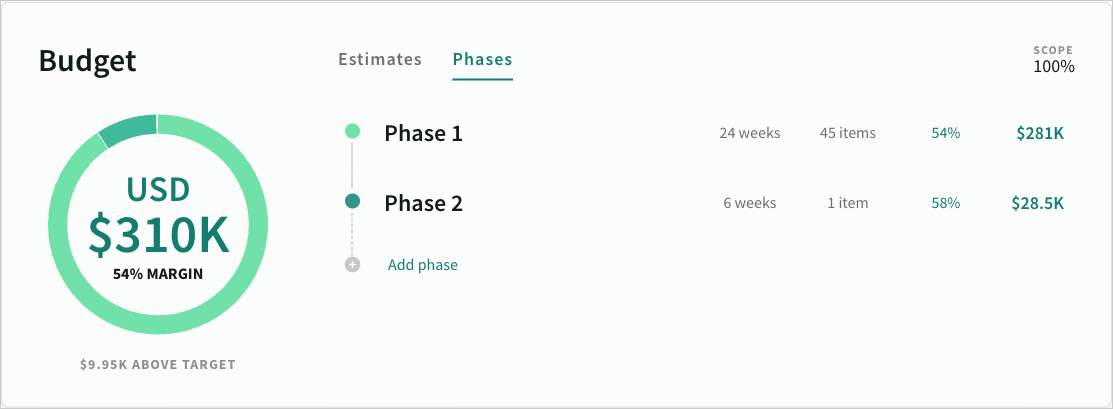 Budget
Estimates
Phases
SCOPE
100%
USD
$310K
54% MARGIN
$9.95K ABOVE TARGET
Phase 1
24 weeks
45 items
54%
$281K
Phase 2
6 weeks
1 item
58%
$28.5K
Add phase